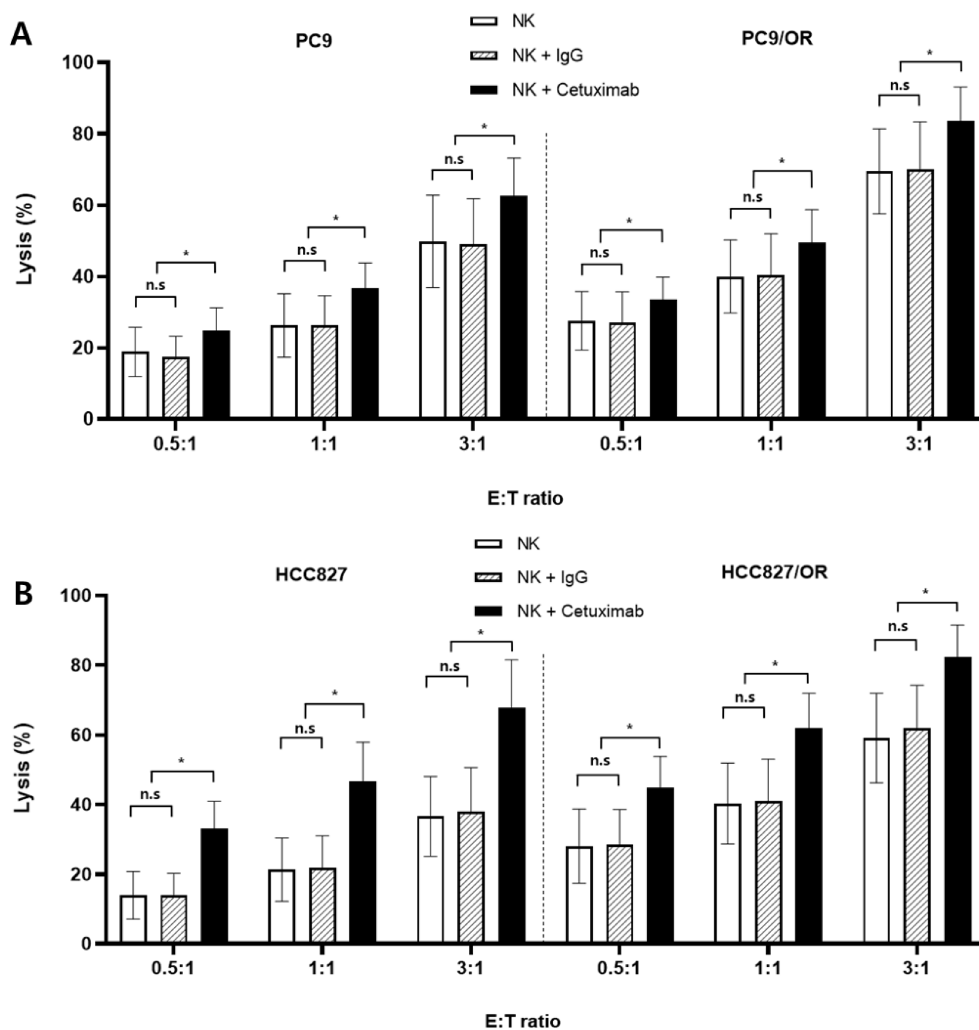 A
PC9
NK
NK + IgG
NK + Cetuximab
PC9/OR
100
80
60
40
20
0
Lysis (%)
n.s
*
n.s
*
n.s
*
n.s
*
n.s
*
n.s
*
0.5:1
1:1
3:1
0.5:1
1:1
3:1
E:T ratio
B
HCC827
NK
NK + IgG
NK + Cetuximab
HCC827/OR
100
80
60
40
20
0
Lysis (%)
n.s
*
n.s
*
n.s
*
n.s
*
n.s
*
n.s
*
0.5:1
1:1
3:1
0.5:1
1:1
3:1
E:T ratio